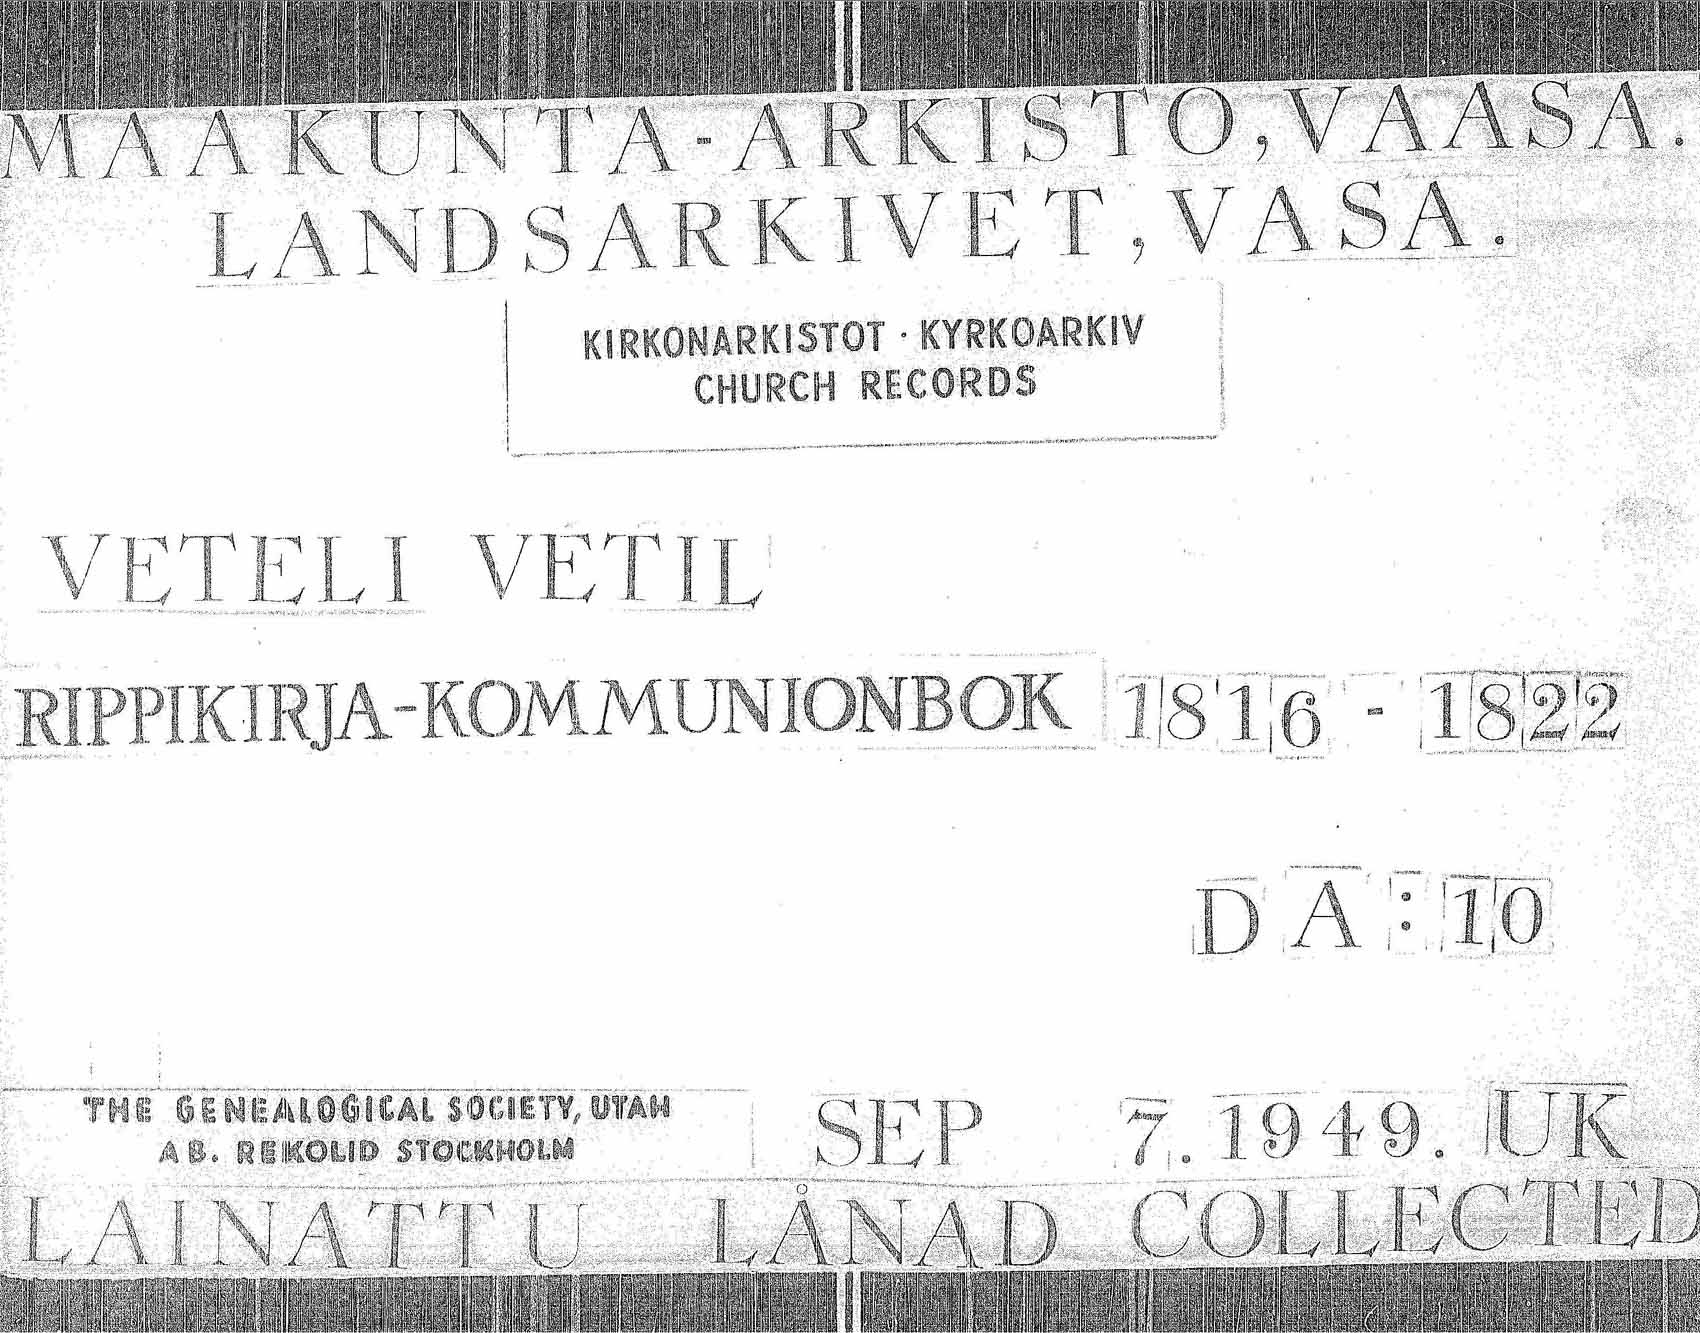 MAAKUNTA-ARKISTO, VAASA.
LANDSARKIVET, VASA.
KIRKONARKISTOT · KYRKOARKIV
CHURCH RECORDS
VETELI VETIL
RIPPIKIRJA-KOMMUNIONBOK 1816 - 1822
DA:10
THE GENEALOGICAL SOCIETY, UTAH
AB. REKOLID STOCKHOLM
SEP 7. 1949. UK
LAINATTU LÅNAD COLLECTED